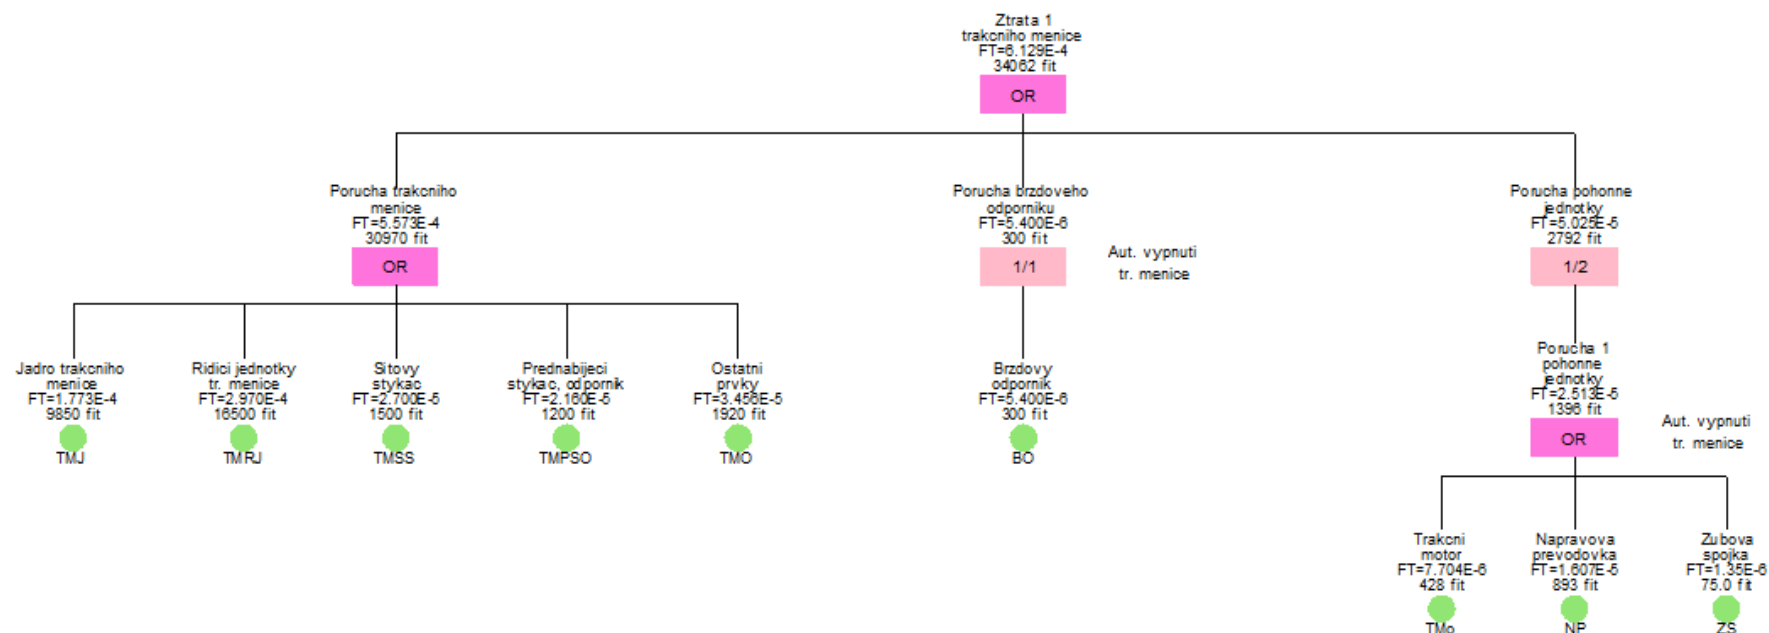 Ztrata 1
trakcniho menice
FT=6.129E-4
34062 fit
OR
Porucha trakcniho
menice
FT=5.573E-4
30970 fit
OR
Porucha brzdoveho
odporniku
FT=5.400E-6
300 fit
1/1
Aut. vypnuti
tr. menice
Porucha pohonne
jednotky
FT=5.025E-5
2792 fit
1/2
Jadro trakcniho
menice
FT=1.773E-4
9850 fit
TMJ
Ridici jednotky
tr. menice
FT=2.970E-4
16500 fit
TMRJ
Sitovy
stykac
FT=2.700E-5
1500 fit
TMSS
Prednabijeci
stykac, odpornik
FT=2.160E-5
1200 fit
TMPSO
Ostatni
prvky
FT=3.456E-5
1920 fit
TMO
Brzdovy
odpornik
FT=5.400E-6
300 fit
BO
Porucha 1
pohonne
jednotky
FT=2.513E-5
1396 fit
OR
Aut. vypnuti
tr. menice
Trakcni
motor
FT=7.704E-6
428 fit
TMo
Napravova
prevodovka
FT=1.607E-5
893 fit
NP
Zubova
spojka
FT=1.35E-6
75.0 fit
ZS